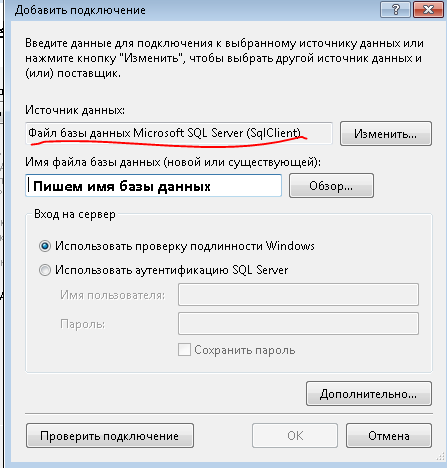 Добавить подключение
Введите данные для подключения к выбранному источнику данных или
нажмите кнопку "Изменить", чтобы выбрать другой источник данных и
(или) поставщик.
Источник данных:
Файл базы данных Microsoft SQL Server (SqlClient)
Изменить...
Имя файла базы данных (новой или существующей):
Пишем имя базы данных
Обзор...
Вход на сервер
Использовать проверку подлинности Windows
Использовать аутентификацию SQL Server
Имя пользователя:
Пароль:
Сохранить пароль
Дополнительно...
Проверить подключение
ОК
Отмена